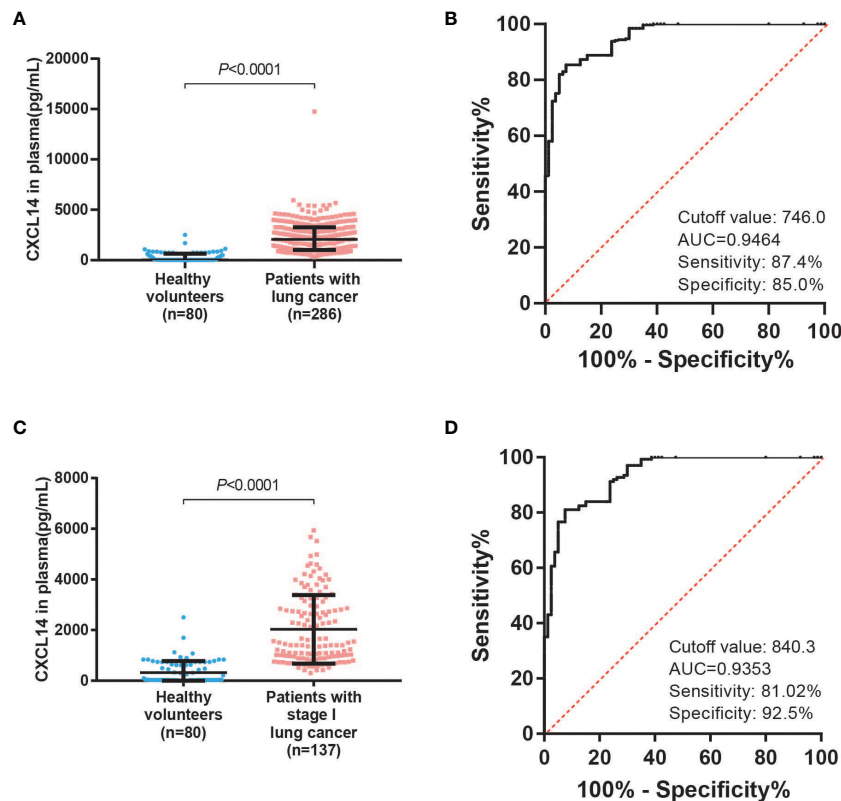 A
CXCL14 in plasma(pg/mL)
20000
15000
10000
5000
0
P<0.0001
Healthy
volunteers
(n=80)
Patients with
lung cancer
(n=286)
B
Sensitivity%
100
80
60
40
20
0
Cutoff value: 746.0
AUC=0.9464
Sensitivity: 87.4%
Specificity: 85.0%
0 20 40 60 80 100
100% - Specificity%
C
CXCL14 in plasma(pg/mL)
8000
6000
4000
2000
0
P<0.0001
Healthy
volunteers
(n=80)
Patients with
stage I
lung cancer
(n=137)
D
Sensitivity%
100
80
60
40
20
0
Cutoff value: 840.3
AUC=0.9353
Sensitivity: 81.02%
Specificity: 92.5%
0 20 40 60 80 100
100% - Specificity%